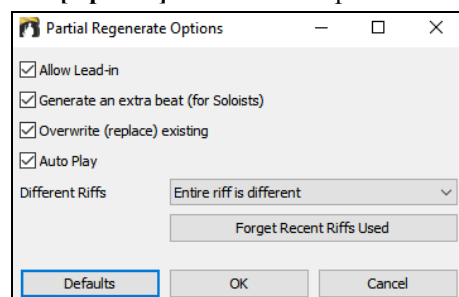 Partial Regenerate Options
Allow Lead-in
Generate an extra beat (for Soloists)
Overwrite (replace) existing
Auto Play
Different Riffs Entire riff is different
Forget Recent Riffs Used
Defaults OK Cancel